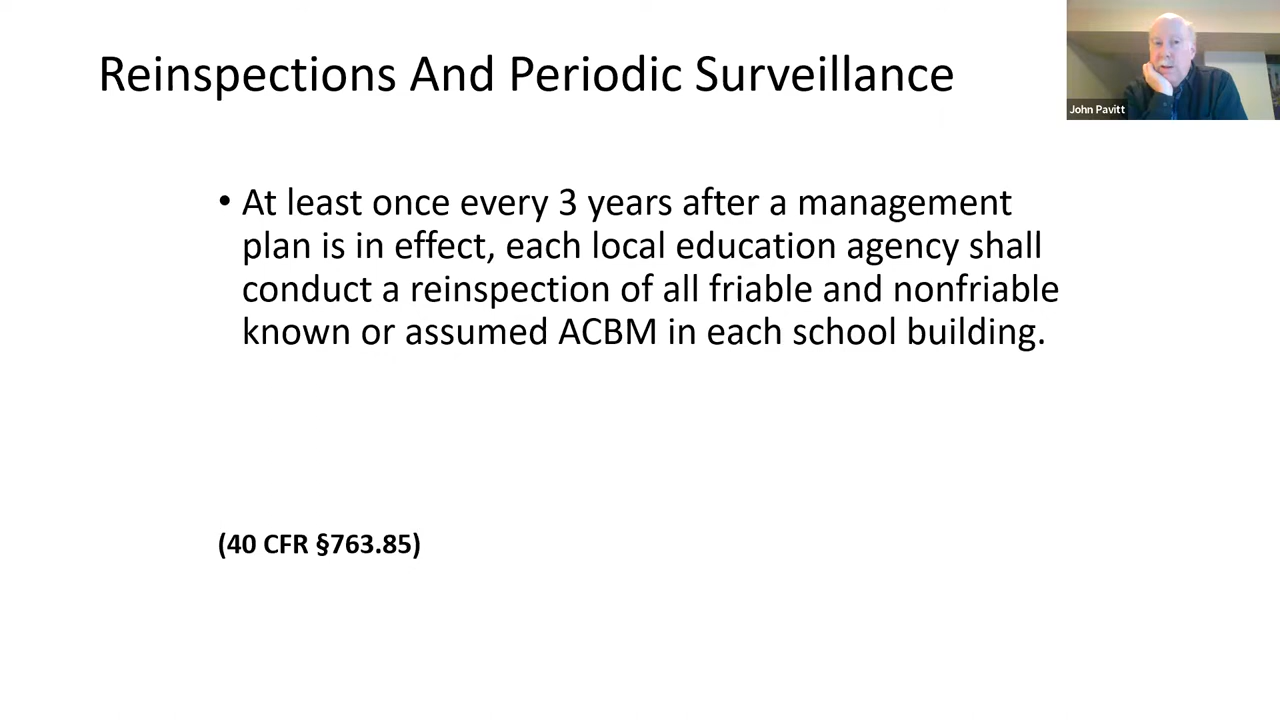 Reinspections And Periodic Surveillance
John Pavitt
• At least once every 3 years after a management
plan is in effect, each local education agency shall
conduct a reinspection of all friable and nonfriable
known or assumed ACBM in each school building.
(40 CFR §763.85)